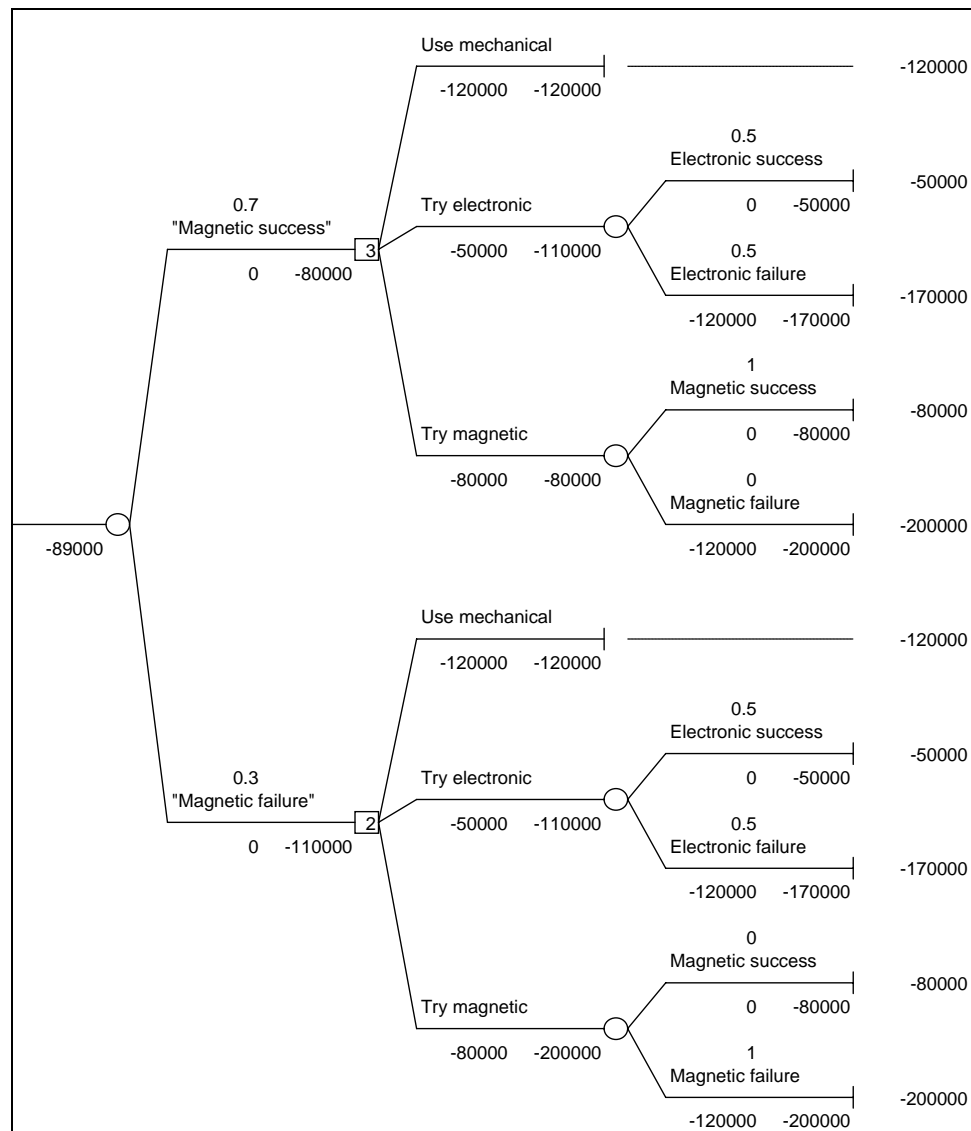 Use mechanical
-120000
-120000 -120000
0.5
Electronic success
-50000
0.7
Try electronic
0 -50000
"Magnetic success"
0.5
3
-50000 -110000
Electronic failure
0 -80000
-170000
-120000 -170000
1
Magnetic success
-80000
Try magnetic
0 -80000
-80000 -80000
0
Magnetic failure
-200000
-89000
-120000 -200000
Use mechanical
-120000
-120000 -120000
0.5
Electronic success
-50000
0.3
Try electronic
0 -50000
"Magnetic failure"
0.5
2
-50000 -110000
Electronic failure
0 -110000
-170000
-120000 -170000
0
Magnetic success
-80000
Try magnetic
0 -80000
-80000 -200000
1
Magnetic failure
-200000
-120000 -200000